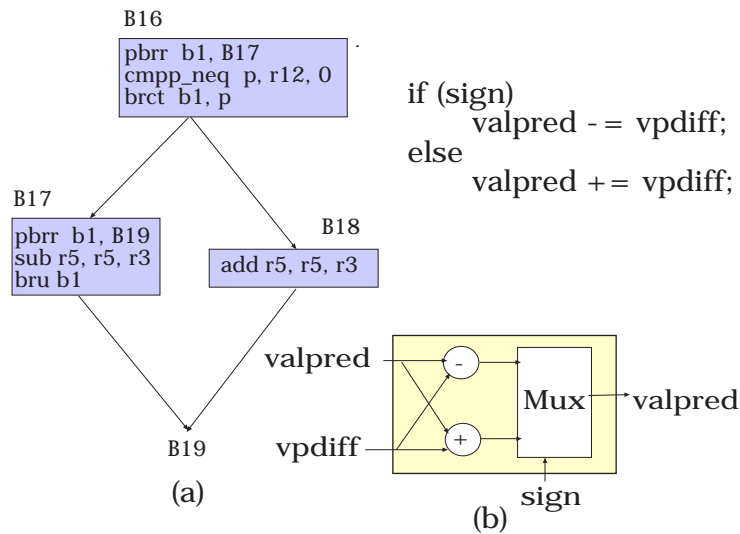 B16
pbrr b1, B17
cmpp_neq p, r12, 0
brct b1, p
if (sign)
valpred - = vpdiff;
else
valpred + = vpdiff;
B17
pbrr b1, B19
sub r5, r5, r3
bru b1
B18
add r5, r5, r3
B19
(a)
valpred
vpdiff
-
+
Mux
valpred
sign
(b)